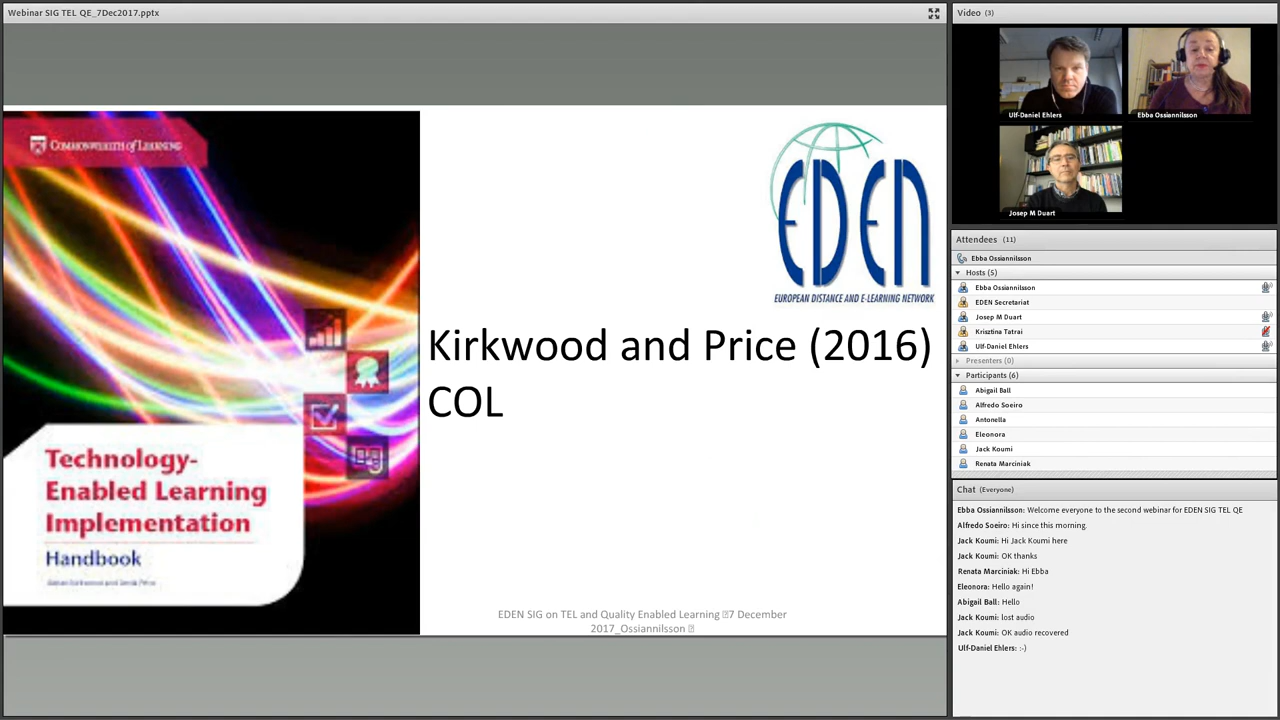 Webinar SIG TEL QE_7Dec2017.pptx
COMMONWEALTH of LEARNING
EDEN
EUROPEAN DISTANCE AND E-LEARNING NETWORK
Kirkwood and Price (2016)
COL
Technology-
Enabled Learning
Implementation
Handbook
EDEN SIG on TEL and Quality Enabled Learning 7 December
2017_Ossiannilsson
Video (3)
Ulf-Daniel Ehlers
Ebba Ossiannilsson
Josep M Duart
Attendees (11)
Ebba Ossiannilsson
Hosts (5)
Ebba Ossiannilsson
EDEN Secretariat
Josep M Duart
Krisztina Tatrai
Ulf-Daniel Ehlers
Presenters (0)
Participants (6)
Abigail Ball
Alfredo Soeiro
Antonella
Eleonora
Jack Koumi
Renata Marciniak
Chat (Everyone)
Ebba Ossiannilsson: Welcome everyone to the second webinar for EDEN SIG TEL QE
Alfredo Soeiro: Hi since this morning.
Jack Koumi: Hi Jack Koumi here
Jack Koumi: OK thanks
Renata Marciniak: Hi Ebba
Eleonora: Hello again!
Abigail Ball: Hello
Jack Koumi: lost audio
Jack Koumi: OK audio recovered
Ulf-Daniel Ehlers: :-)